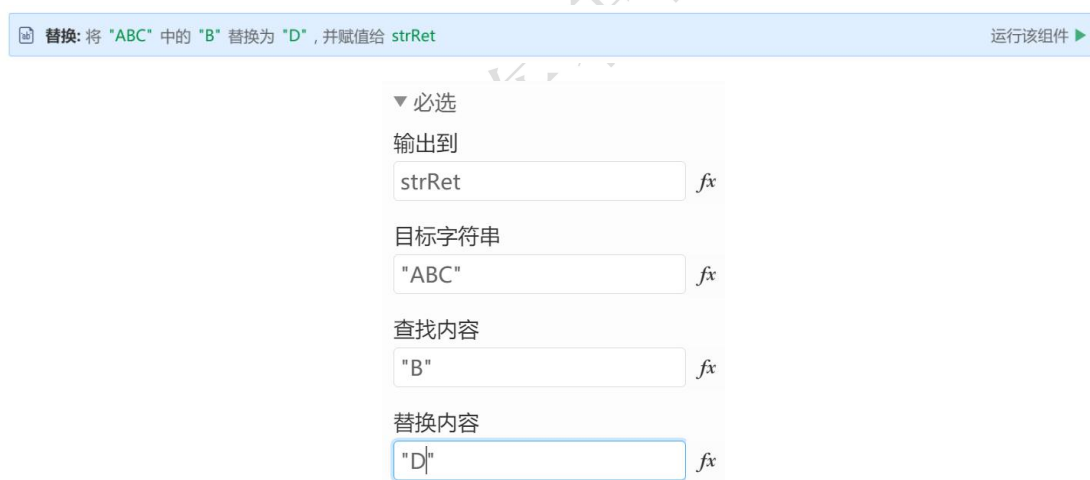 替换: 将 "ABC" 中的 "B" 替换为 "D" , 并赋值给 strRet 运行该组件
必选
输出到
strRet fx
目标字符串
"ABC" fx
查找内容
"B" fx
替换内容
"D" fx